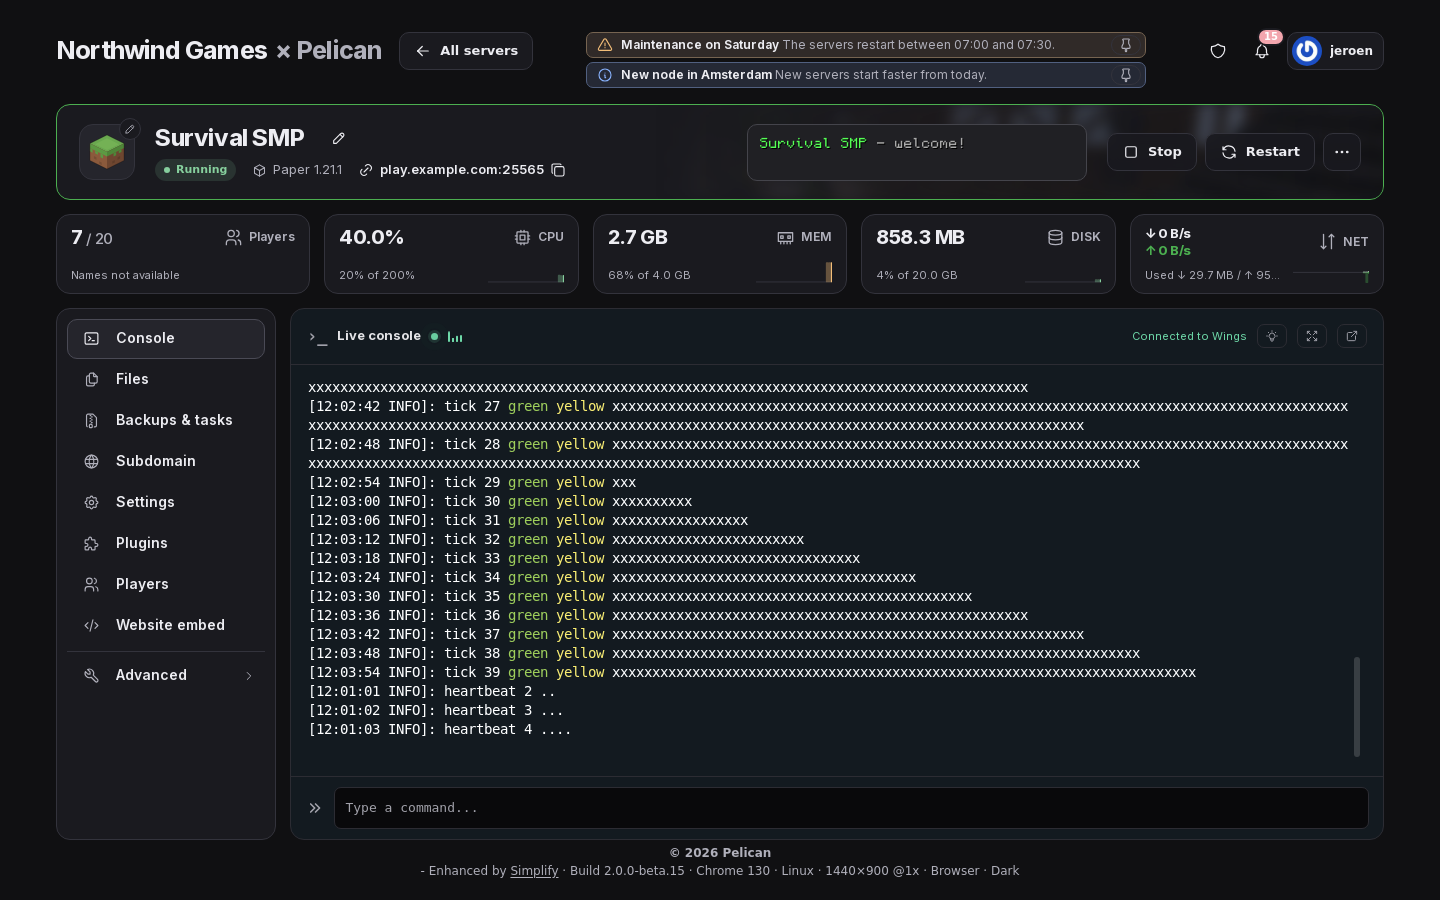 Northwind Games × Pelican
All servers
Maintenance on Saturday The servers restart between 07:00 and 07:30.
New node in Amsterdam New servers start faster from today.
15
jeroen
Survival SMP
Running
Paper 1.21.1
play.example.com:25565
Survival SMP - welcome!
Stop
Restart
7 / 20
Players
Names not available
40.0%
CPU
20% of 200%
2.7 GB
MEM
68% of 4.0 GB
858.3 MB
DISK
4% of 20.0 GB
↓ 0 B/s
↑ 0 B/s
NET
Used ↓ 29.7 MB / ↑ 95...
Console
Files
Backups & tasks
Subdomain
Settings
Plugins
Players
Website embed
Advanced
Live console
Connected to Wings
xxxxxxxxxxxxxxxxxxxxxxxxxxxxxxxxxxxxxxxxxxxxxxxxxxxxxxxxxxxxxxxxxxxxxxxxxxxxxxxxxxxxxxxxxx
[12:02:42 INFO]: tick 27 green yellow xxxxxxxxxxxxxxxxxxxxxxxxxxxxxxxxxxxxxxxxxxxxxxxxxxxxxxxxxxxxxxxxxxxxxxxxxxxxxxxxxxxxxxxxxxxx
xxxxxxxxxxxxxxxxxxxxxxxxxxxxxxxxxxxxxxxxxxxxxxxxxxxxxxxxxxxxxxxxxxxxxxxxxxxxxxxxxxxxxxxxxxxxxxxxx
[12:02:48 INFO]: tick 28 green yellow xxxxxxxxxxxxxxxxxxxxxxxxxxxxxxxxxxxxxxxxxxxxxxxxxxxxxxxxxxxxxxxxxxxxxxxxxxxxxxxxxxxxxxxxxxxx
xxxxxxxxxxxxxxxxxxxxxxxxxxxxxxxxxxxxxxxxxxxxxxxxxxxxxxxxxxxxxxxxxxxxxxxxxxxxxxxxxxxxxxxxxxxxxxxxxxxxxxxx
[12:02:54 INFO]: tick 29 green yellow xxx
[12:03:00 INFO]: tick 30 green yellow xxxxxxxxxx
[12:03:06 INFO]: tick 31 green yellow xxxxxxxxxxxxxxxxx
[12:03:12 INFO]: tick 32 green yellow xxxxxxxxxxxxxxxxxxxxxxxx
[12:03:18 INFO]: tick 33 green yellow xxxxxxxxxxxxxxxxxxxxxxxxxxxxxxx
[12:03:24 INFO]: tick 34 green yellow xxxxxxxxxxxxxxxxxxxxxxxxxxxxxxxxxxxxxx
[12:03:30 INFO]: tick 35 green yellow xxxxxxxxxxxxxxxxxxxxxxxxxxxxxxxxxxxxxxxxxxxxx
[12:03:36 INFO]: tick 36 green yellow xxxxxxxxxxxxxxxxxxxxxxxxxxxxxxxxxxxxxxxxxxxxxxxxxxxx
[12:03:42 INFO]: tick 37 green yellow xxxxxxxxxxxxxxxxxxxxxxxxxxxxxxxxxxxxxxxxxxxxxxxxxxxxxxxxxxx
[12:03:48 INFO]: tick 38 green yellow xxxxxxxxxxxxxxxxxxxxxxxxxxxxxxxxxxxxxxxxxxxxxxxxxxxxxxxxxxxxxxxxxx
[12:03:54 INFO]: tick 39 green yellow xxxxxxxxxxxxxxxxxxxxxxxxxxxxxxxxxxxxxxxxxxxxxxxxxxxxxxxxxxxxxxxxxxxxxxxxx
[12:01:01 INFO]: heartbeat 2 ..
[12:01:02 INFO]: heartbeat 3 ...
[12:01:03 INFO]: heartbeat 4 ....
Type a command...
© 2026 Pelican
- Enhanced by Simplify · Build 2.0.0-beta.15 · Chrome 130 · Linux · 1440×900 @1x · Browser · Dark